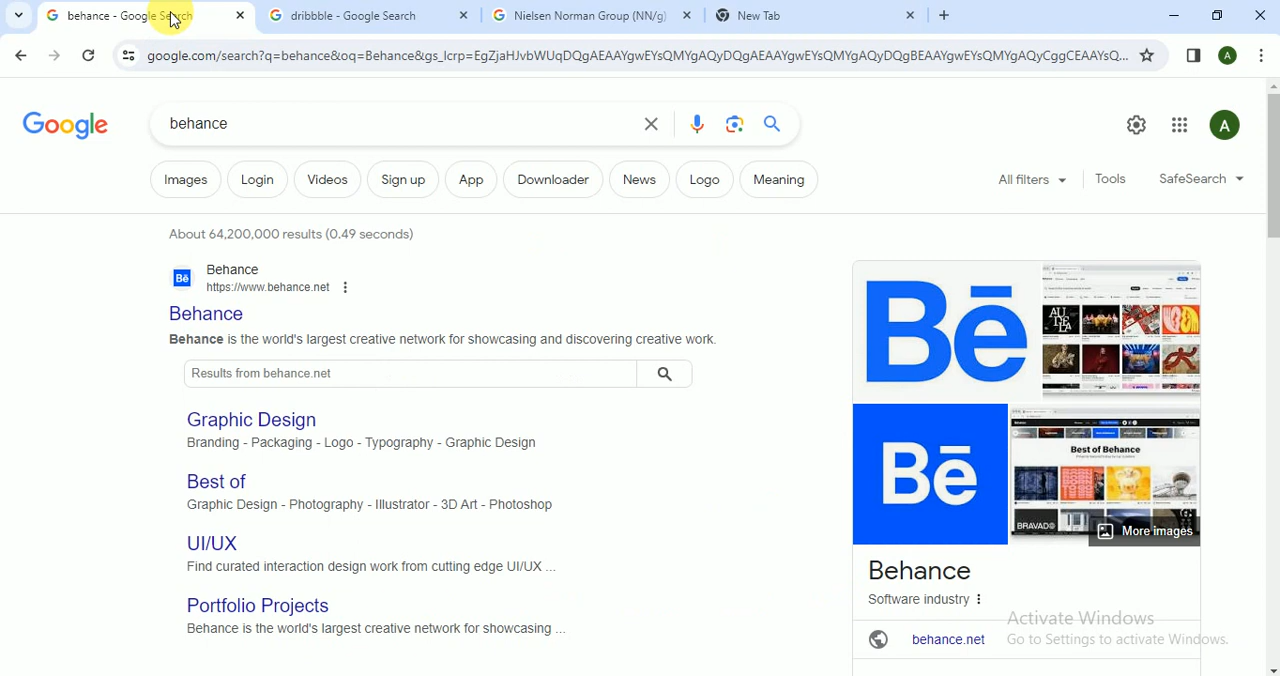 behance - Google Search
dribbble - Google Search
Nielsen Norman Group (NN/g)
New Tab
google.com/search?q=behance&oq=Behance&gs_lcrp=EgZjaHJvbWUqDQgAEAAYgwEYsQMYgAQyDQgAEAAYgwEYsQMYgAQyDQgBEAAYgwEYsQMYgAQyCggCEAAYsQ...
A
Google
behance
A
Images
Login
Videos
Sign up
App
Downloader
News
Logo
Meaning
All filters
Tools
SafeSearch
About 64,200,000 results (0.49 seconds)
Bē
Behance
https://www.behance.net
Behance
Behance is the world's largest creative network for showcasing and discovering creative work.
Results from behance.net
Graphic Design
Branding - Packaging - - Graphic Design
Best of
Graphic Design - - 3D Art - Photoshop
UI/UX
Find curated interaction design work from cutting edge UI/UX ...
Portfolio Projects
Behance is the world's largest creative network for showcasing ...
Bē
Bē
Best of Behance
BRAVADO
More images
Behance
Software industry
behance.net
Activate Windows
Go to Settings to activate Windows.